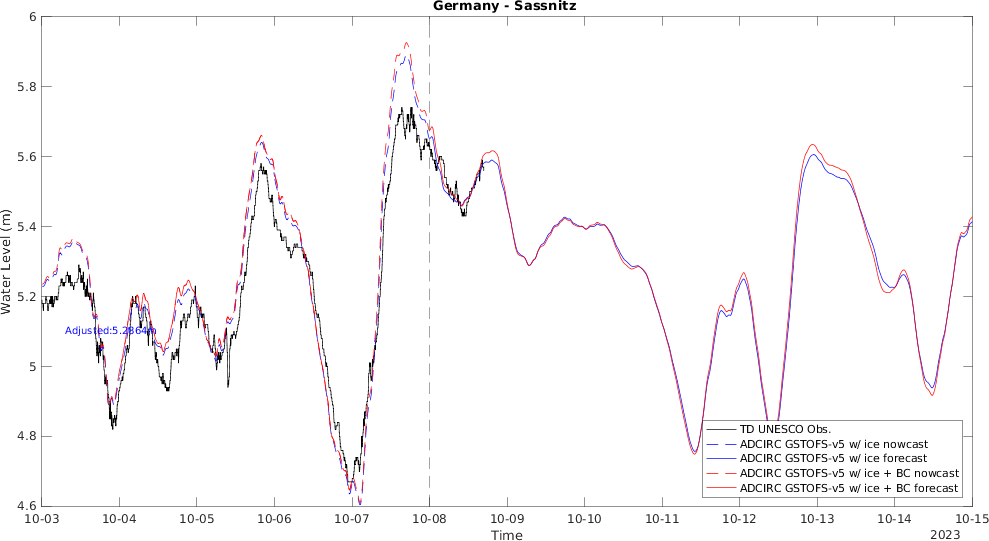 Germany - Sassnitz
6
5.8
5.6
5.4
5.2
5
4.8
4.6
Water Level (m)
Adjusted:5.2864m
TD UNESCO Obs.
ADCIRC GSTOFS-v5 w/ ice nowcast
ADCIRC GSTOFS-v5 w/ ice forecast
ADCIRC GSTOFS-v5 w/ ice + BC nowcast
ADCIRC GSTOFS-v5 w/ ice + BC forecast
10-03 10-04 10-05 10-06 10-07 10-08 10-09 10-10 10-11 10-12 10-13 10-14 10-15
Time
2023